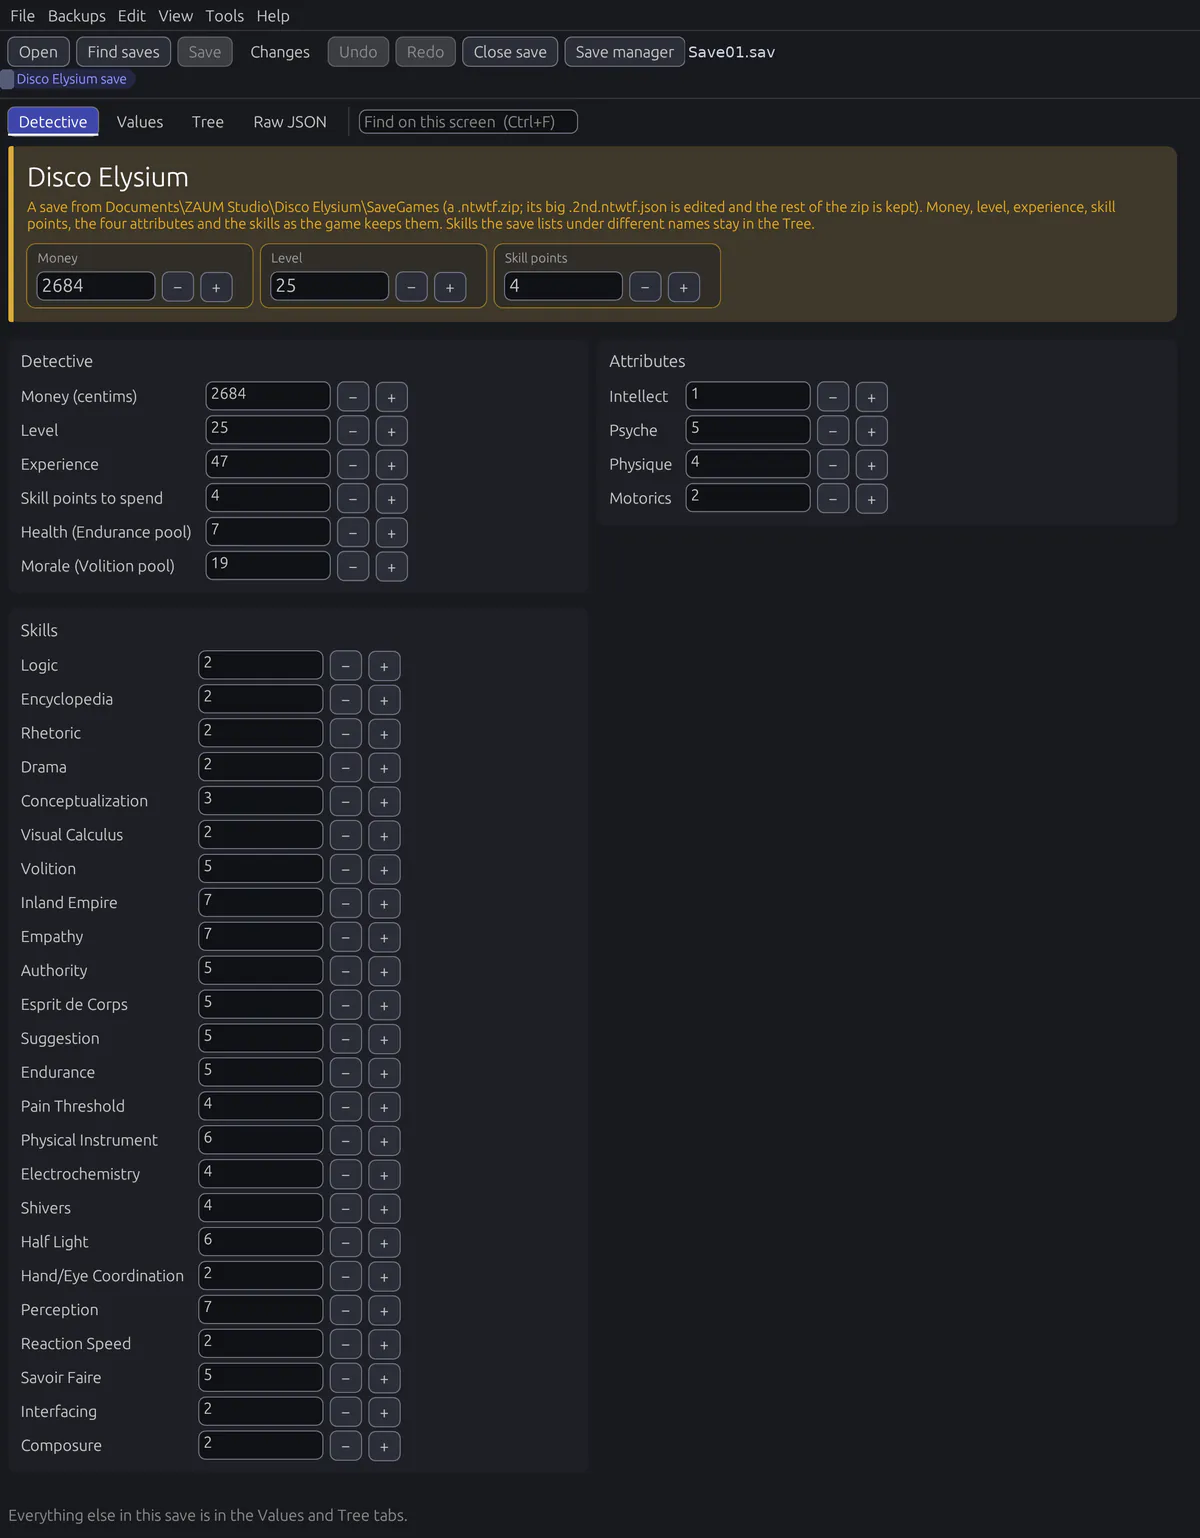 File Backups Edit View Tools Help
Open Find saves Save Changes Undo Redo Close save Save manager Save01.sav
Disco Elysium save
Detective Values Tree Raw JSON Find on this screen (Ctrl+F)
Disco Elysium
A save from Documents\ZAUM Studio\Disco Elysium\SaveGames (a .ntwtf.zip; its big .2nd.ntwtf.json is edited and the rest of the zip is kept). Money, level, experience, skill
points, the four attributes and the skills as the game keeps them. Skills the save lists under different names stay in the Tree.
Money Level Skill points
2684 − + 25 − + 4 − +
Detective
Money (centims) 2684 − +
Level 25 − +
Experience 47 − +
Skill points to spend 4 − +
Health (Endurance pool) 7 − +
Morale (Volition pool) 19 − +
Attributes
Intellect 1 − +
Psyche 5 − +
Physique 4 − +
Motorics 2 − +
Skills
Logic 2 − +
Encyclopedia 2 − +
Rhetoric 2 − +
Drama 2 − +
Conceptualization 3 − +
Visual Calculus 2 − +
Volition 5 − +
Inland Empire 7 − +
Empathy 7 − +
Authority 5 − +
Esprit de Corps 5 − +
Suggestion 5 − +
Endurance 5 − +
Pain Threshold 4 − +
Physical Instrument 6 − +
Electrochemistry 4 − +
Shivers 4 − +
Half Light 6 − +
Hand/Eye Coordination 2 − +
Perception 7 − +
Reaction Speed 2 − +
Savoir Faire 5 − +
Interfacing 2 − +
Composure 2 − +
Everything else in this save is in the Values and Tree tabs.